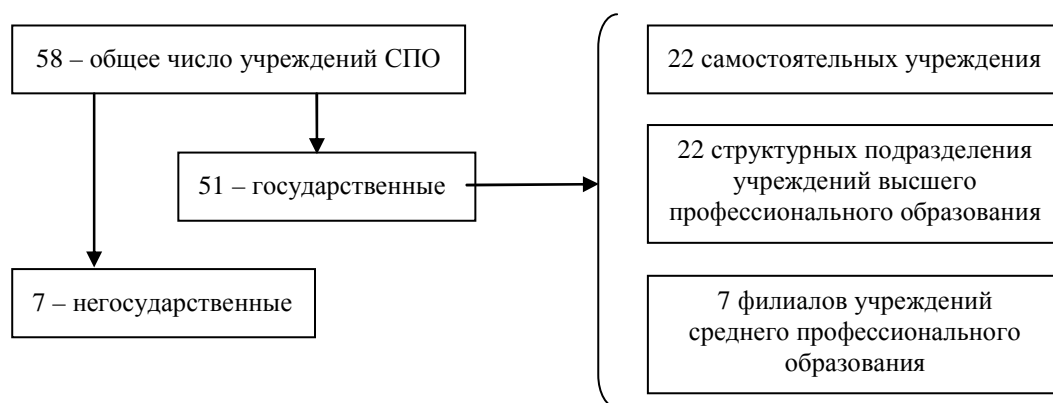 58 – общее число учреждений СПО
51 – государственные
7 – негосударственные
22 самостоятельных учреждения
22 структурных подразделения
учреждений высшего
профессионального образования
7 филиалов учреждений
среднего профессионального
образования